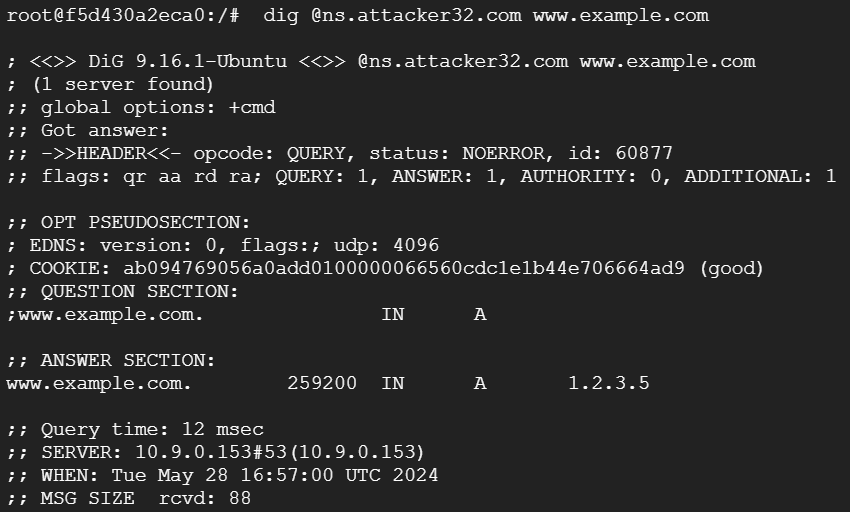 root@f5d430a2eca0:/# dig @ns.attacker32.com www.example.com
; <<>> DiG 9.16.1-Ubuntu <<>> @ns.attacker32.com www.example.com
; (1 server found)
;; global options: +cmd
;; Got answer:
;; ->>HEADER<<- opcode: QUERY, status: NOERROR, id: 60877
;; flags: qr aa rd ra; QUERY: 1, ANSWER: 1, AUTHORITY: 0, ADDITIONAL: 1
;; OPT PSEUDOSECTION:
; EDNS: version: 0, flags:; udp: 4096
; COOKIE: ab094769056a0add0100000066560cdc1e1b44e706664ad9 (good)
;; QUESTION SECTION:
;www.example.com. IN A
;; ANSWER SECTION:
www.example.com. 259200 IN A 1.2.3.5
;; Query time: 12 msec
;; SERVER: 10.9.0.153#53(10.9.0.153)
;; WHEN: Tue May 28 16:57:00 UTC 2024
;; MSG SIZE rcvd: 88